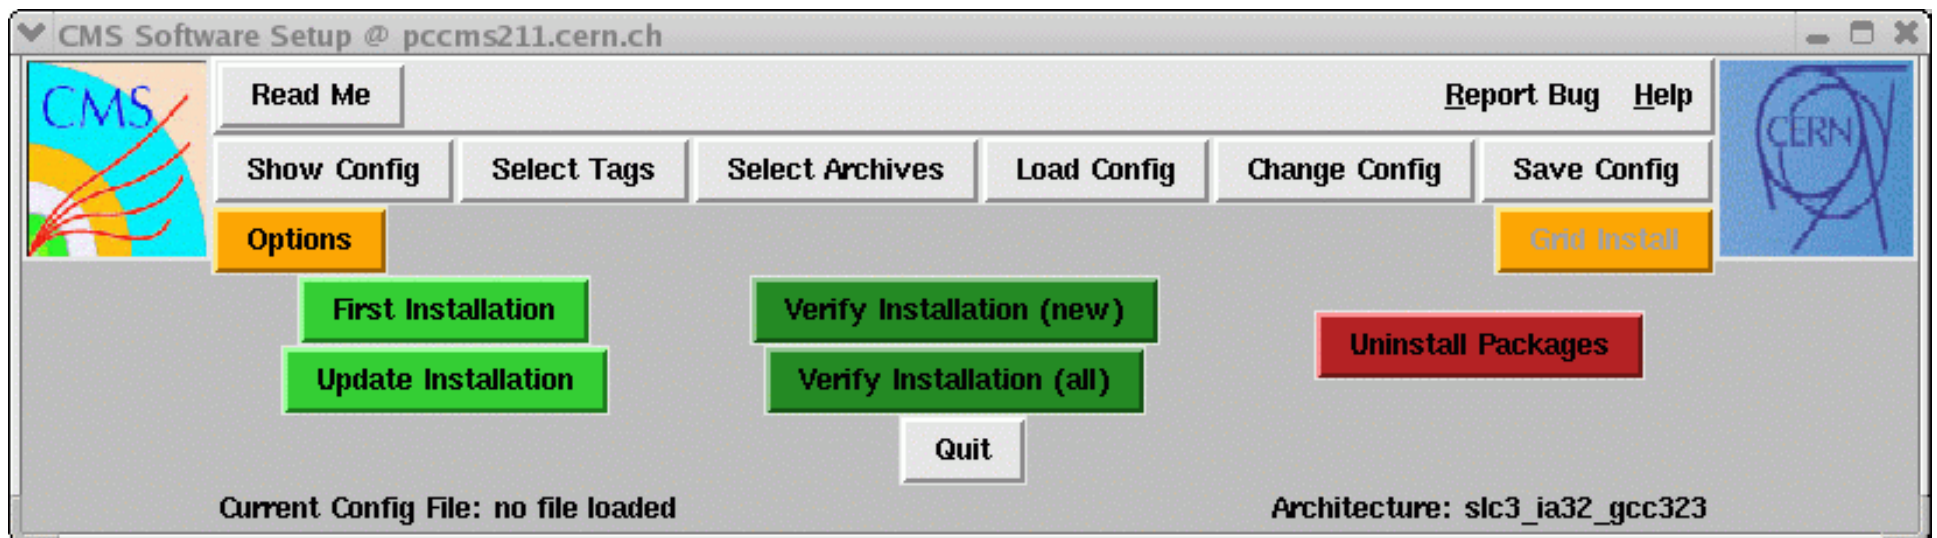 CMS Software Setup @ pccms211.cern.ch
CMS
Read Me Report Bug Help
CERN
Show Config Select Tags Select Archives Load Config Change Config Save Config
Options Grid Install
First Installation Verify Installation (new)
Uninstall Packages
Update Installation Verify Installation (all)
Quit
Current Config File: no file loaded Architecture: slc3_ia32_gcc323